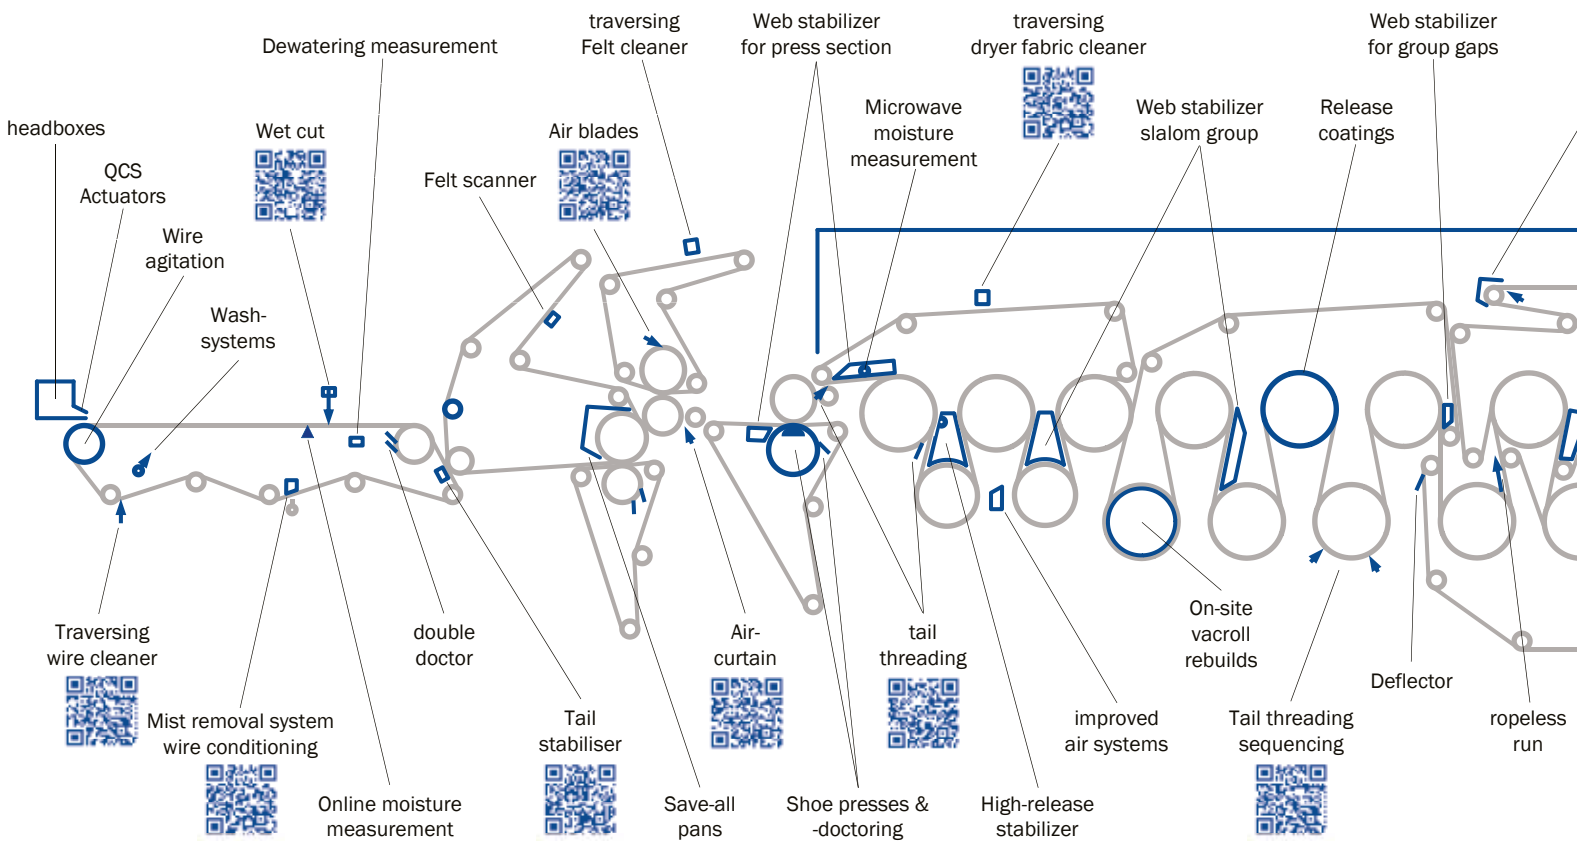 traversing
Felt cleaner
Web stabilizer
for press section
traversing
dryer fabric cleaner
Web stabilizer
for group gaps
Dewatering measurement
headboxes
Wet cut
Air blades
Microwave
moisture
measurement
Web stabilizer
slalom group
Release
coatings
QCS
Actuators
Felt scanner
Wire
agitation
Wash-
systems
Traversing
wire cleaner
double
doctor
Air-
curtain
tail
threading
On-site
vacroll
rebuilds
Deflector
Mist removal system
wire conditioning
Tail
stabiliser
improved
air systems
Tail threading
sequencing
ropeless
run
Online moisture
measurement
Save-all
pans
Shoe presses &
-doctoring
High-release
stabilizer